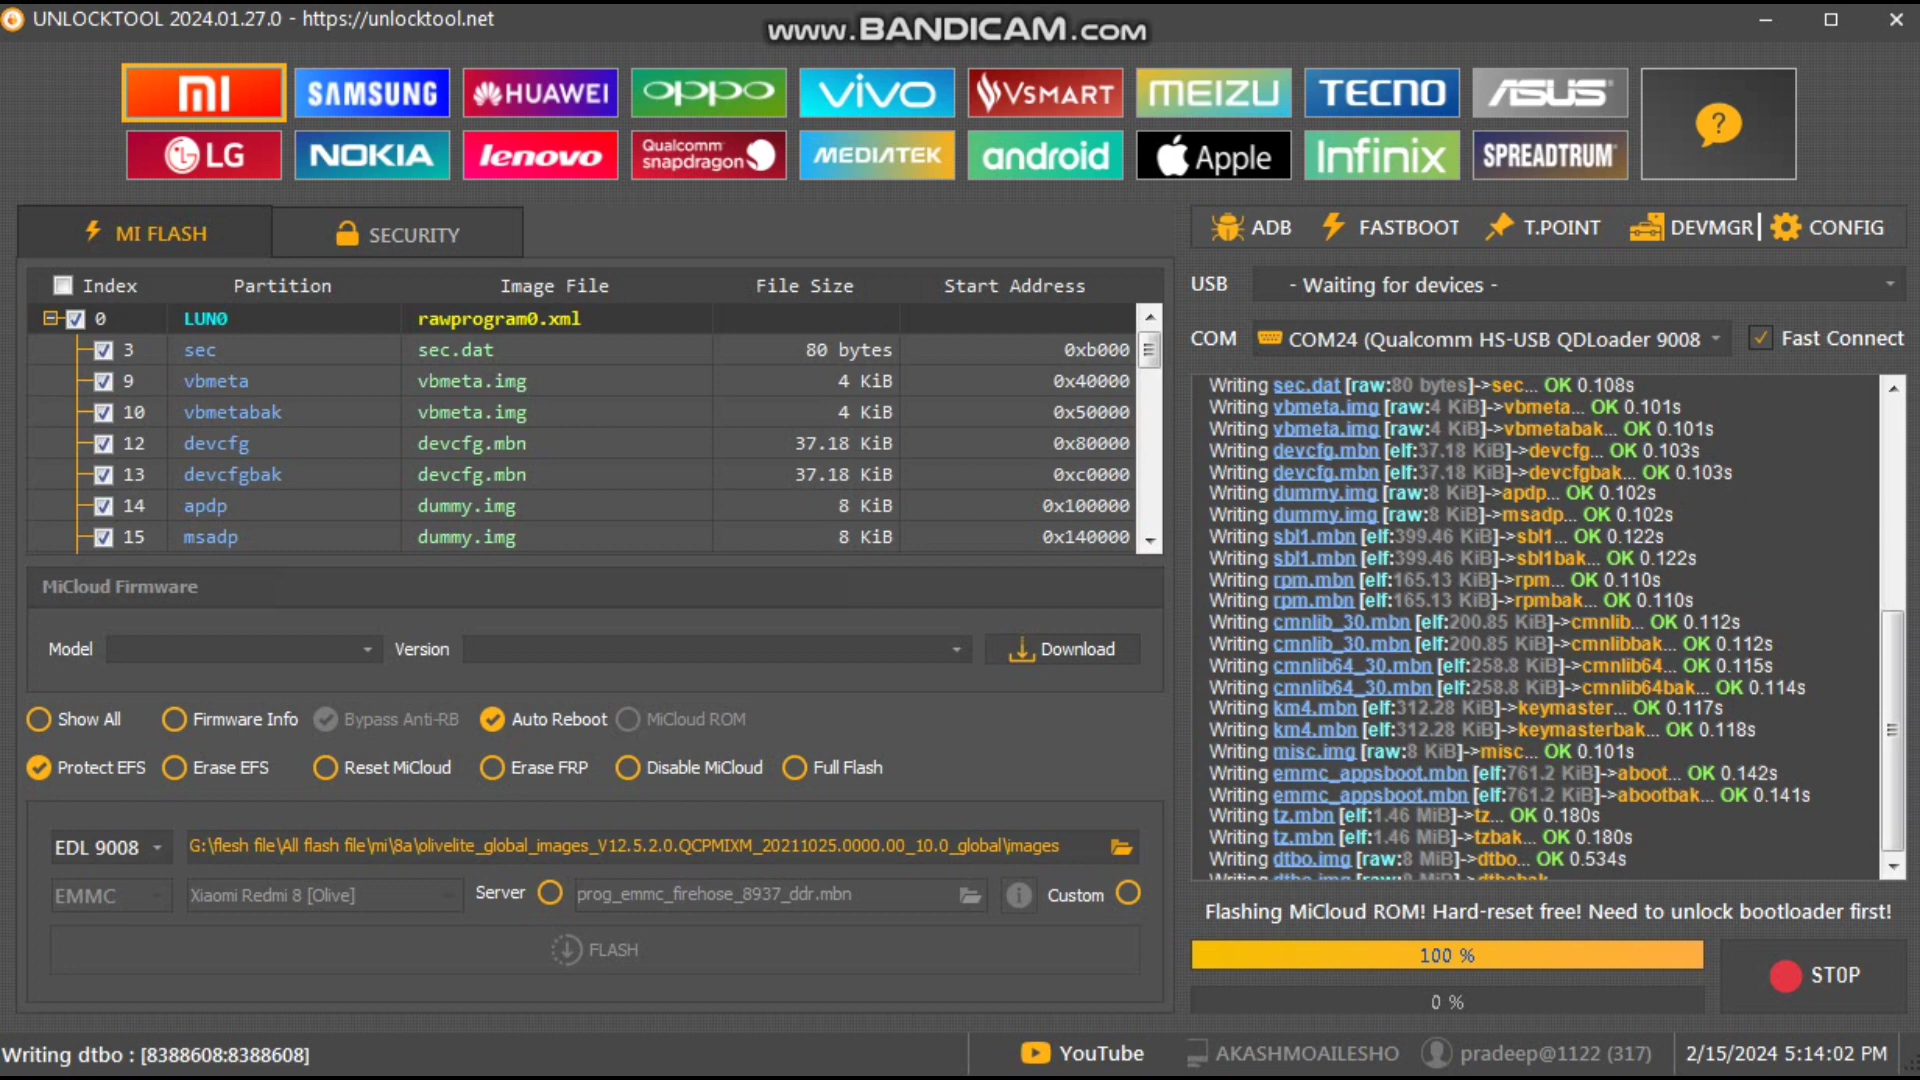 UNLOCKTOOL 2024.01.27.0 - https://unlocktool.net
www.BANDICAM.com
MI SAMSUNG HUAWEI oppo vivo VSMART MEIZU TECNO ASUS ?
LG NOKIA lenovo Qualcomm snapdragon MEDIATEK android Apple Infinix SPREADTRUM
MI FLASH SECURITY
ADB FASTBOOT T.POINT DEVMGR CONFIG
Index Partition Image File File Size Start Address
0 LUN0 rawprogram0.xml
3 sec sec.dat 80 bytes 0xb000
9 vbmeta vbmeta.img 4 KiB 0x40000
10 vbmetabak vbmeta.img 4 KiB 0x50000
12 devcfg devcfg.mbn 37.18 KiB 0x80000
13 devcfgbak devcfg.mbn 37.18 KiB 0xc0000
14 apdp dummy.img 8 KiB 0x100000
15 msadp dummy.img 8 KiB 0x140000
MiCloud Firmware
Model Version Download
Show All Firmware Info Bypass Anti-RB Auto Reboot MiCloud ROM
Protect EFS Erase EFS Reset MiCloud Erase FRP Disable MiCloud Full Flash
EDL 9008 G:\flesh file\All flash file\mi\8a\olivelite_global_images_V12.5.2.0.QCPMIXM_20211025.0000.00_10.0_global\images
EMMC Xiaomi Redmi 8 [Olive] Server prog_emmc_firehose_8937_ddr.mbn Custom
FLASH
USB - Waiting for devices -
COM COM24 (Qualcomm HS-USB QDLoader 9008 Fast Connect
Writing sec.dat [raw:80 bytes]->sec... OK 0.108s
Writing vbmeta.img [raw:4 KiB]->vbmeta... OK 0.101s
Writing vbmeta.img [raw:4 KiB]->vbmetabak... OK 0.101s
Writing devcfg.mbn [elf:37.18 KiB]->devcfg... OK 0.103s
Writing devcfg.mbn [elf:37.18 KiB]->devcfgbak... OK 0.103s
Writing dummy.img [raw:8 KiB]->apdp... OK 0.102s
Writing dummy.img [raw:8 KiB]->msadp... OK 0.102s
Writing sbl1.mbn [elf:399.46 KiB]->sbl1... OK 0.122s
Writing sbl1.mbn [elf:399.46 KiB]->sbl1bak... OK 0.122s
Writing rpm.mbn [elf:165.13 KiB]->rpm... OK 0.110s
Writing rpm.mbn [elf:165.13 KiB]->rpmbak... OK 0.110s
Writing cmnlib_30.mbn [elf:200.85 KiB]->cmnlib... OK 0.112s
Writing cmnlib_30.mbn [elf:200.85 KiB]->cmnlibbak... OK 0.112s
Writing cmnlib64_30.mbn [elf:258.8 KiB]->cmnlib64... OK 0.115s
Writing cmnlib64_30.mbn [elf:258.8 KiB]->cmnlib64bak... OK 0.114s
Writing km4.mbn [elf:312.28 KiB]->keymaster... OK 0.117s
Writing km4.mbn [elf:312.28 KiB]->keymasterbak... OK 0.118s
Writing misc.img [raw:8 KiB]->misc... OK 0.101s
Writing emmc_appsboot.mbn [elf:761.2 KiB]->aboot... OK 0.142s
Writing emmc_appsboot.mbn [elf:761.2 KiB]->abootbak... OK 0.141s
Writing tz.mbn [elf:1.46 MiB]->tz... OK 0.180s
Writing tz.mbn [elf:1.46 MiB]->tzbak... OK 0.180s
Writing dtbo.img [raw:8 MiB]->dtbo... OK 0.534s
Writing dtbo.img [raw:8 MiB]->dtbobak
Flashing MiCloud ROM! Hard-reset free! Need to unlock bootloader first!
100 %
0 %
STOP
Writing dtbo : [8388608:8388608]
YouTube AKASHMOAILESHO pradeep@1122 (317) 2/15/2024 5:14:02 PM